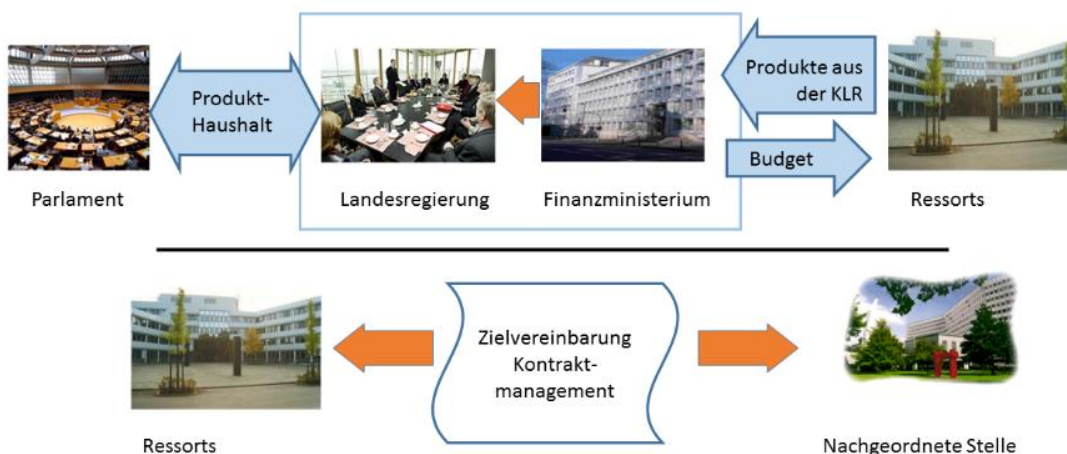 Produkt-
Haushalt
Produkte aus
der KLR
Budget
Parlament
Landesregierung
Finanzministerium
Ressorts
Zielvereinbarung
Kontrakt-
management
Ressorts
Nachgeordnete Stelle